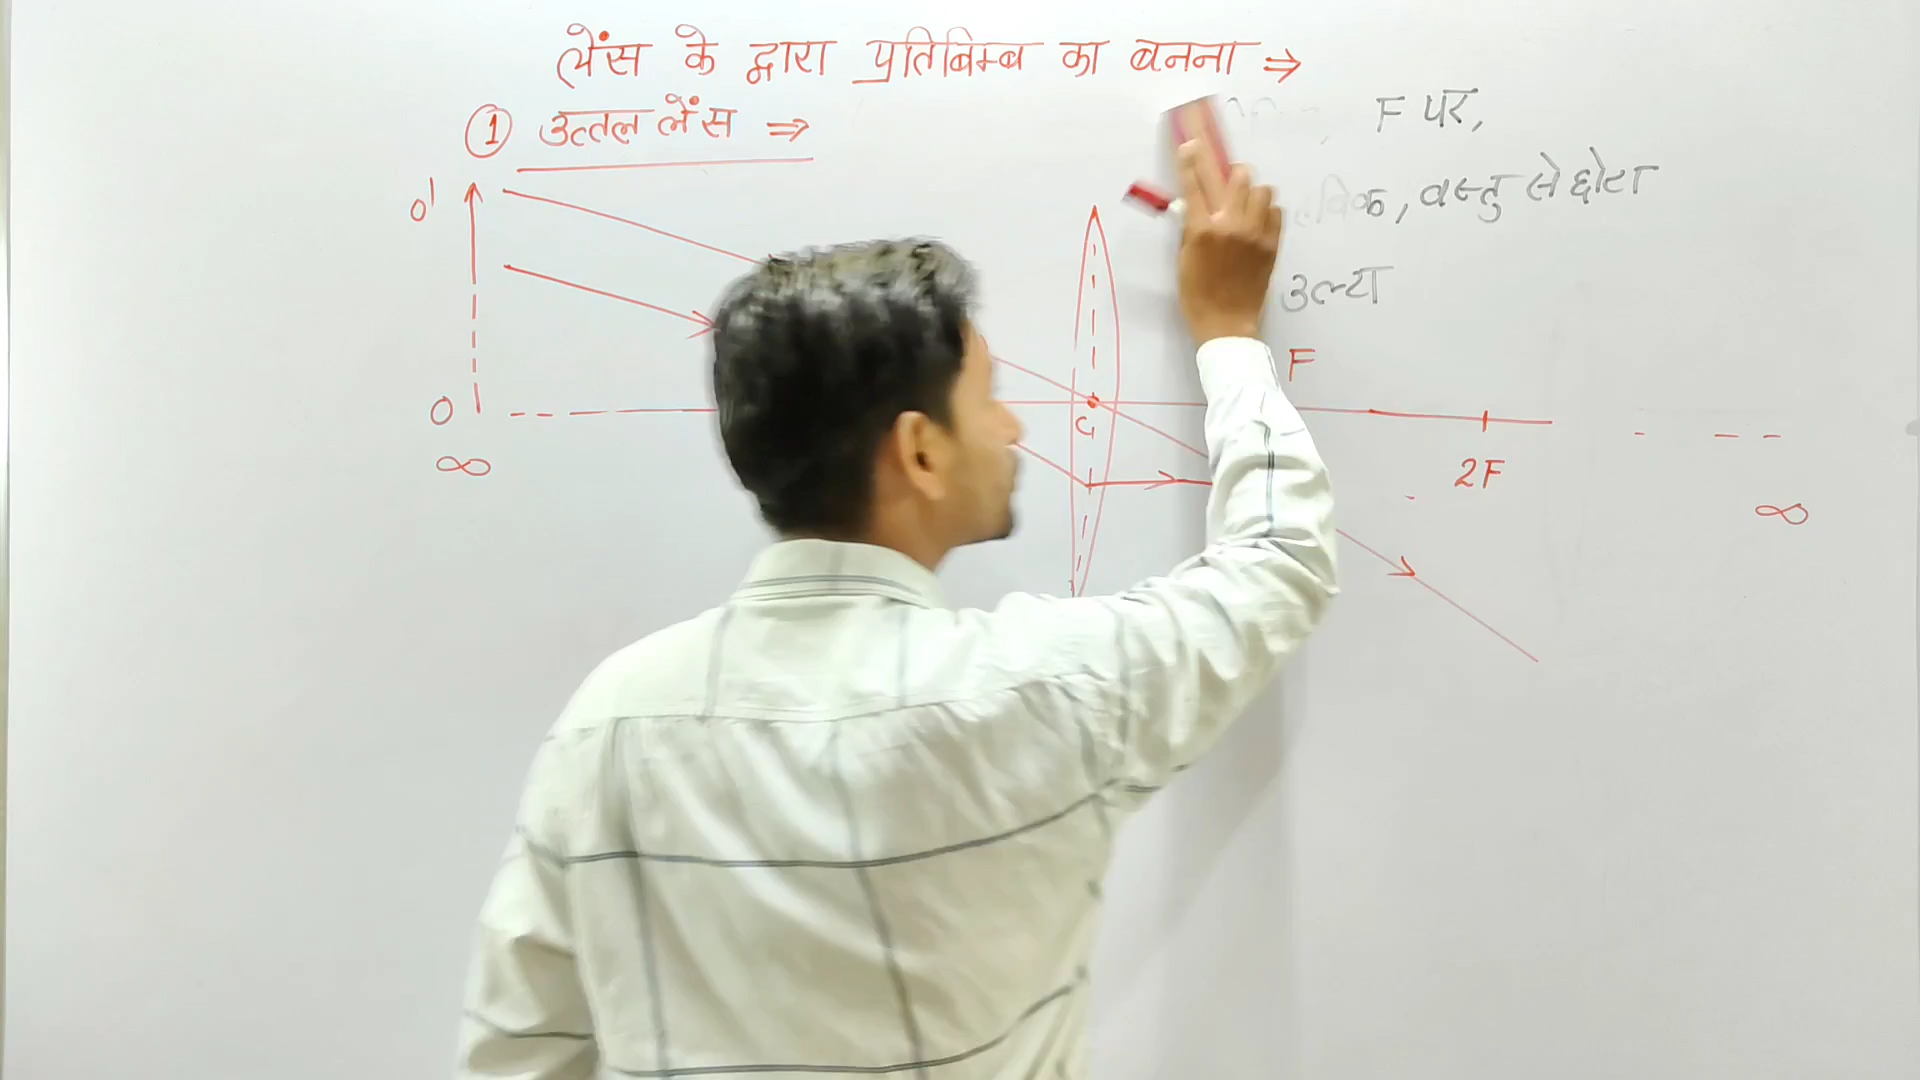 लेंस के द्वारा प्रतिबिम्ब का बनना ⇒
① उत्तल लेंस ⇒
F पर,
, वस्तु से छोटा
उल्टा
O'
F
O
C
2F
∞
∞